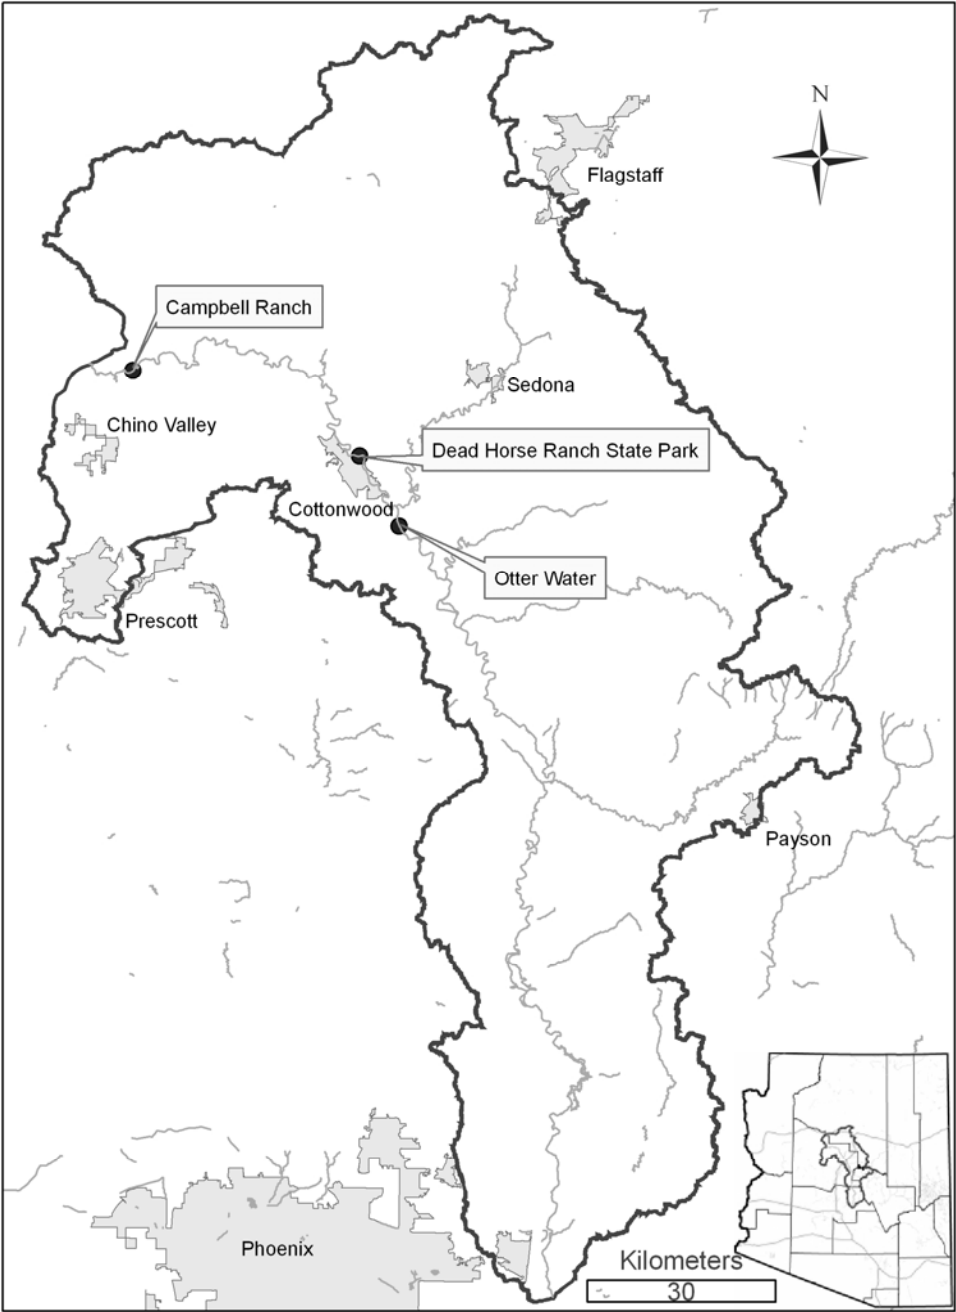 N
Flagstaff
Campbell Ranch
Sedona
Chino Valley
Dead Horse Ranch State Park
Cottonwood
Otter Water
Prescott
Payson
Phoenix
Kilometers
30